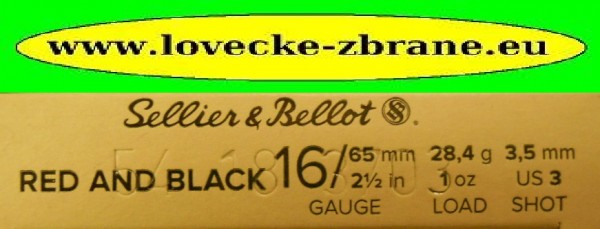 www.lovecke-zbrane.eu
Sellier & Bellot S&B.
RED AND BLACK 16/ 65 mm 28,4 g 3,5 mm
2½ in 1 oz US 3
GAUGE LOAD SHOT